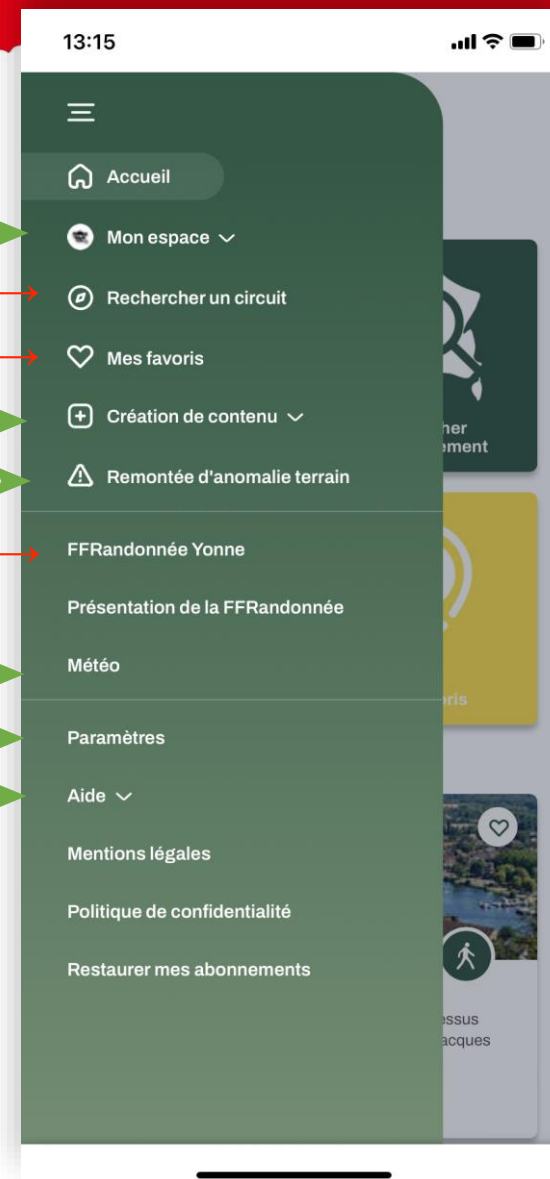 13:15
Accueil
Mon espace
Rechercher un circuit
Mes favoris
Création de contenu
Remontée d'anomalie terrain
FFRandonnée Yonne
Présentation de la FFRandonnée
Météo
Paramètres
Aide
Mentions légales
Politique de confidentialité
Restaurer mes abonnements